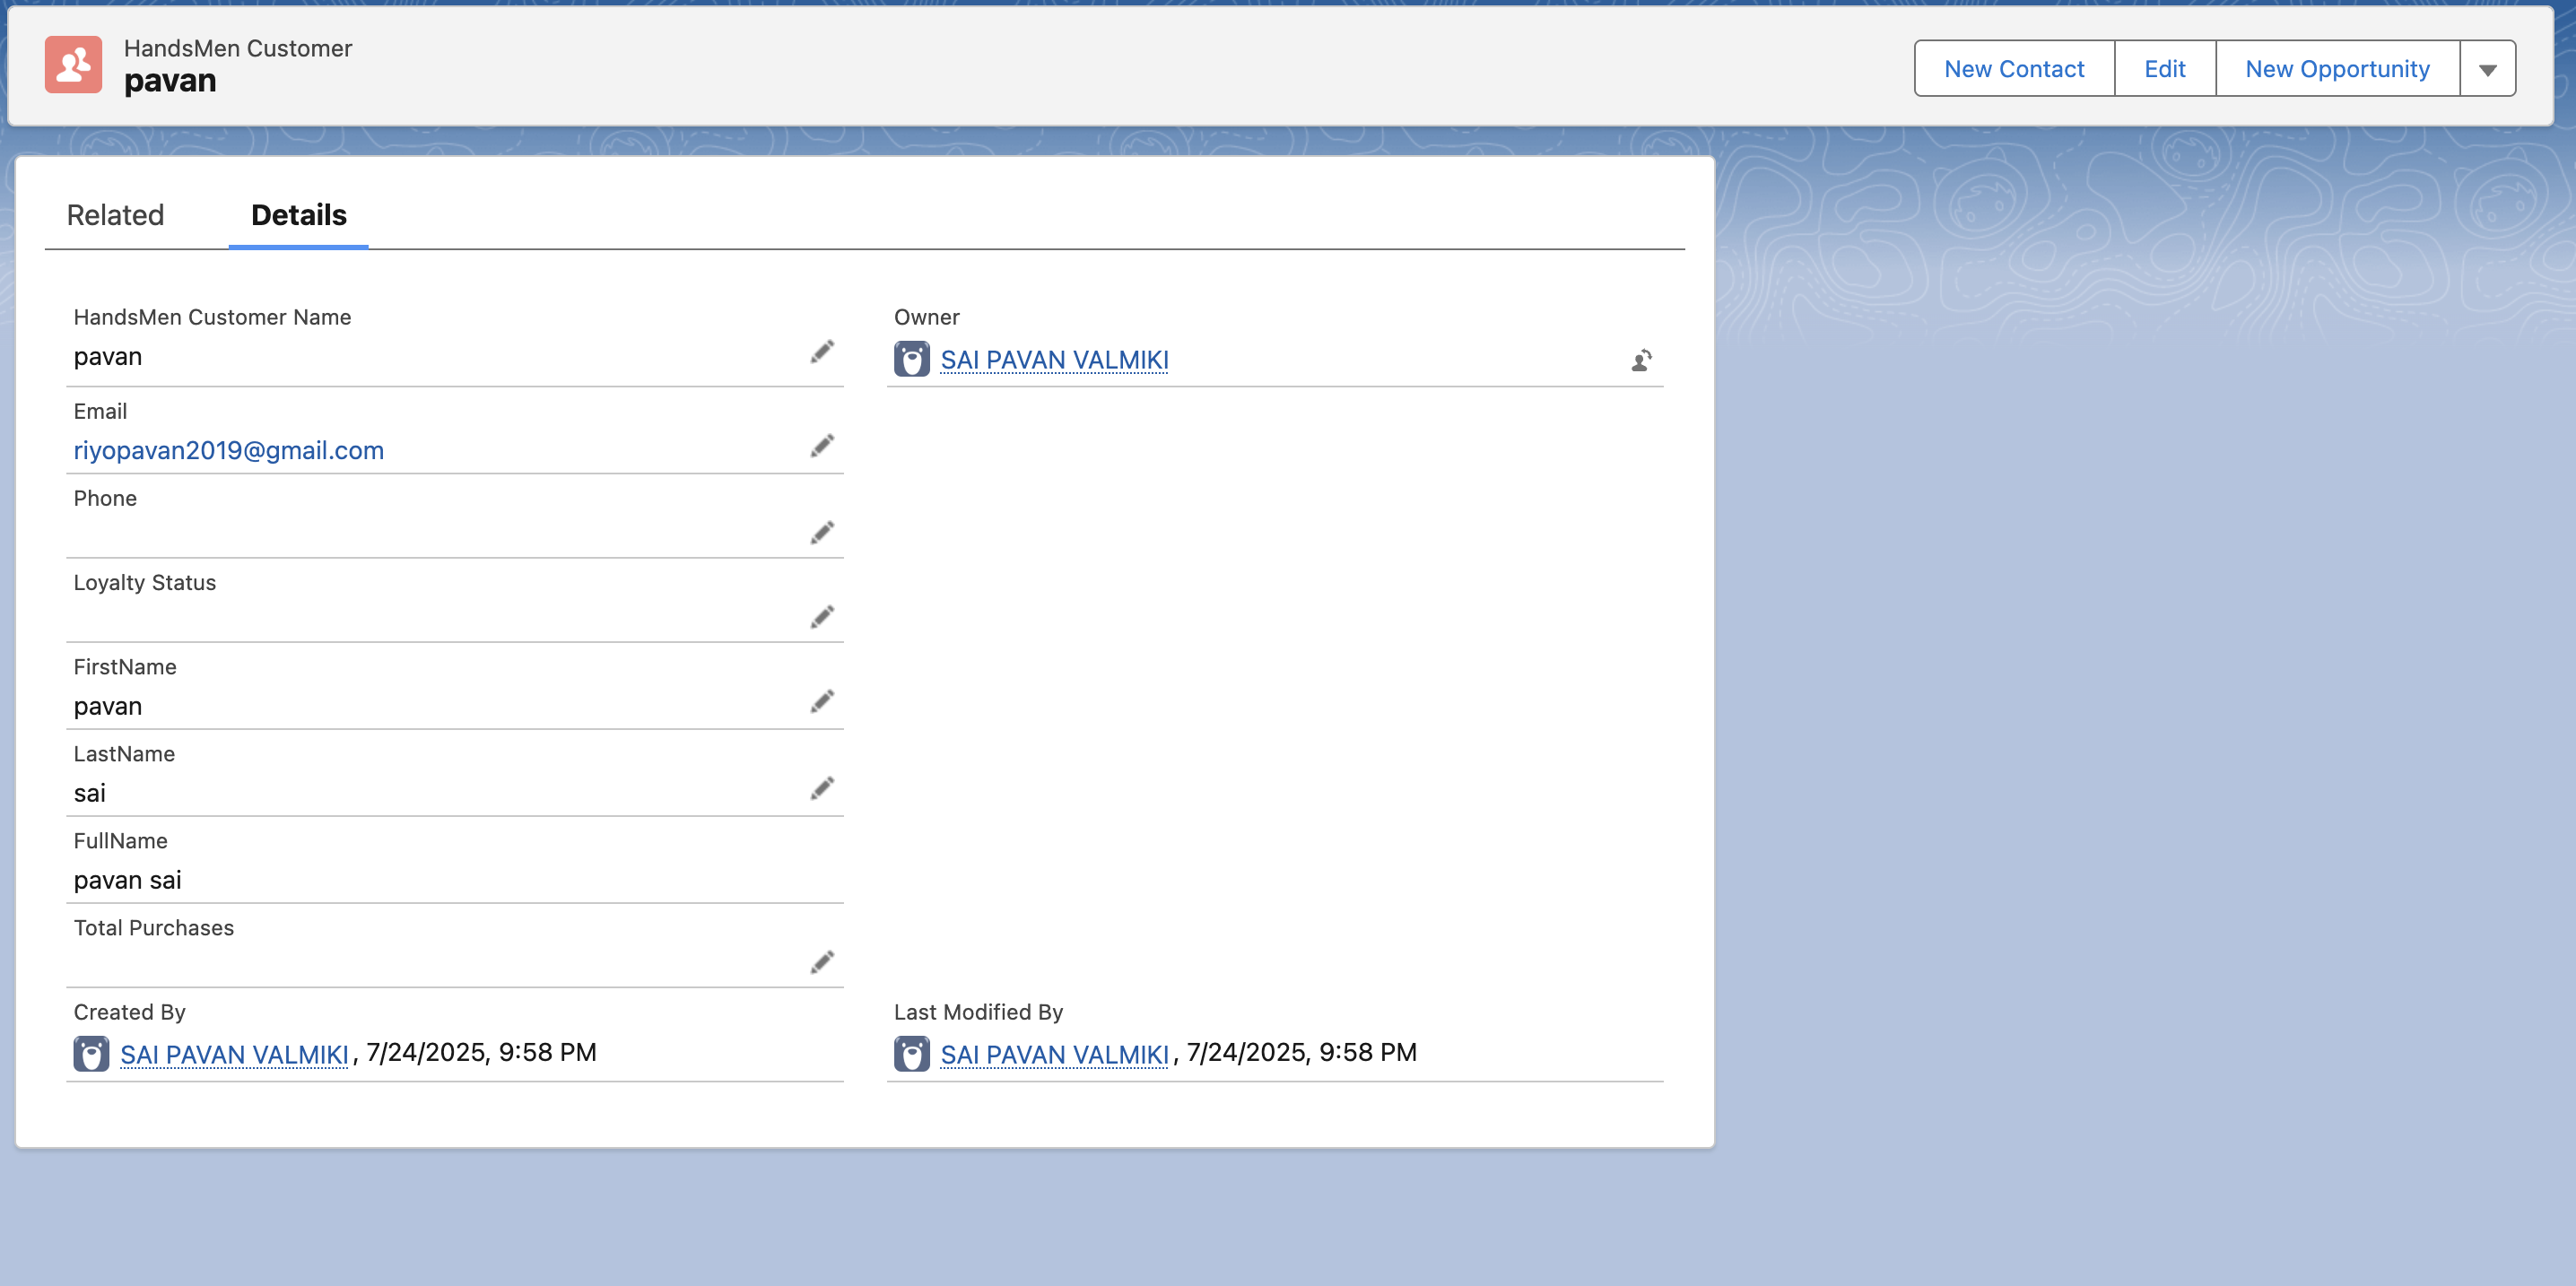 HandsMen Customer
pavan
New Contact
Edit
New Opportunity
Related
Details
HandsMen Customer Name
pavan
Owner
SAI PAVAN VALMIKI
Email
riyopavan2019@gmail.com
Phone
Loyalty Status
FirstName
pavan
LastName
sai
FullName
pavan sai
Total Purchases
Created By
SAI PAVAN VALMIKI, 7/24/2025, 9:58 PM
Last Modified By
SAI PAVAN VALMIKI, 7/24/2025, 9:58 PM